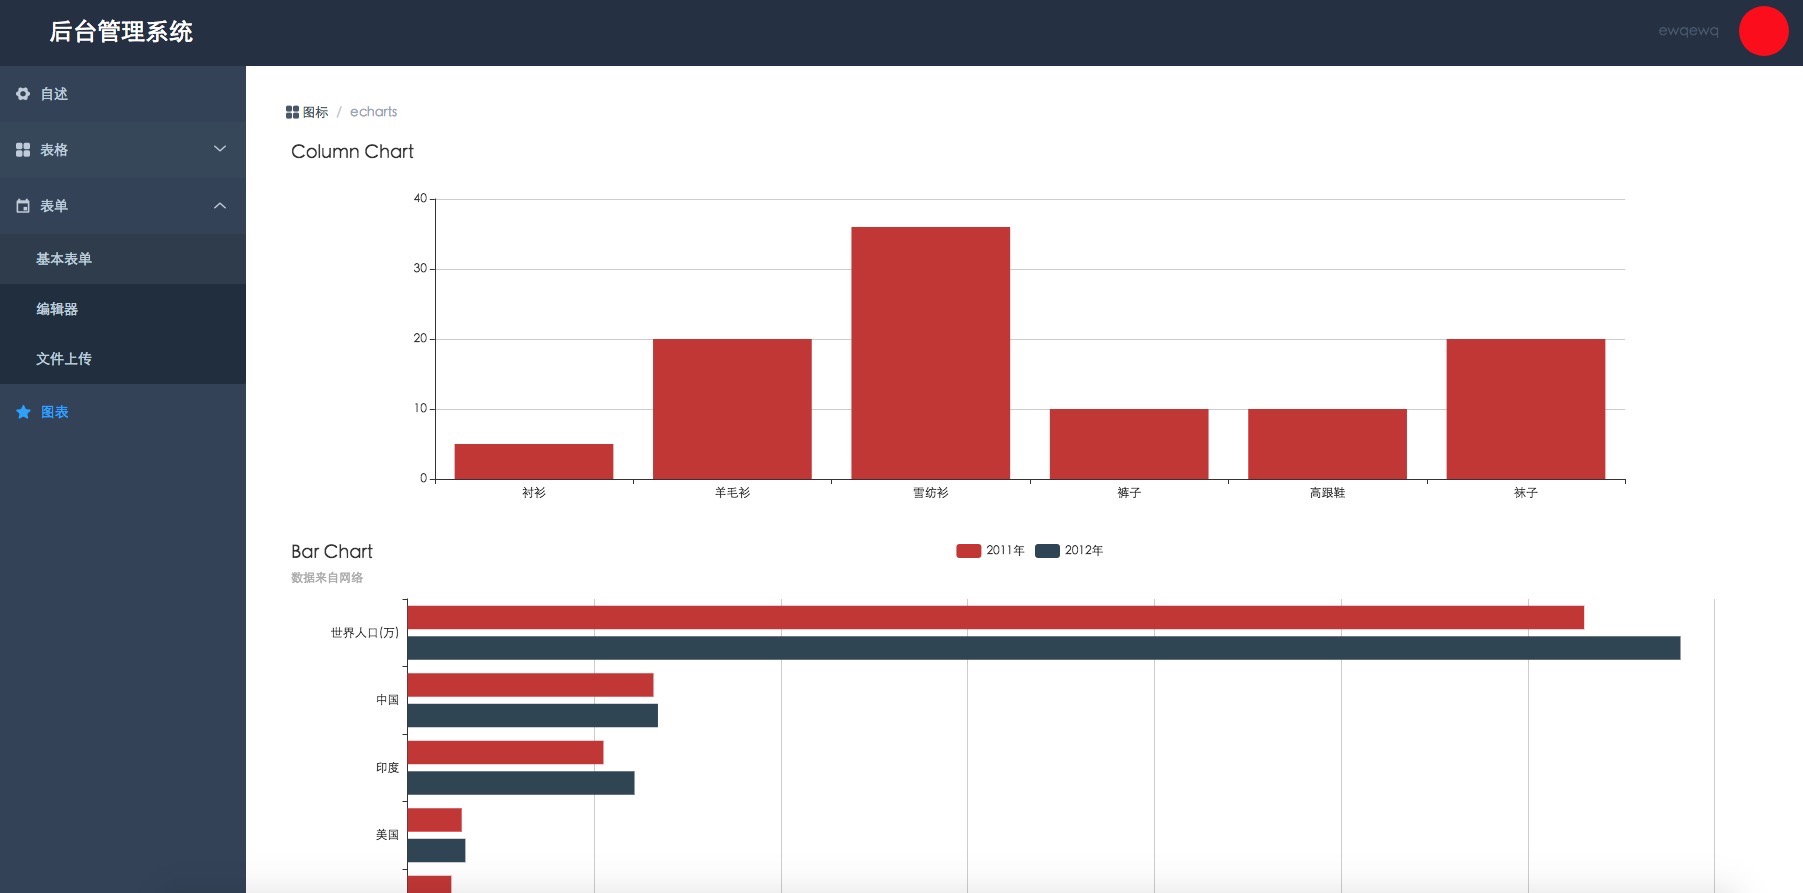 后台管理系统
ewqewq
自述
表格
表单
基本表单
编辑器
文件上传
图表
图标 / echarts
Column Chart
40
30
20
10
0
衬衫 羊毛衫 雪纺衫 裤子 高跟鞋 袜子
Bar Chart
数据来自网络
2011年 2012年
世界人口(万)
中国
印度
美国